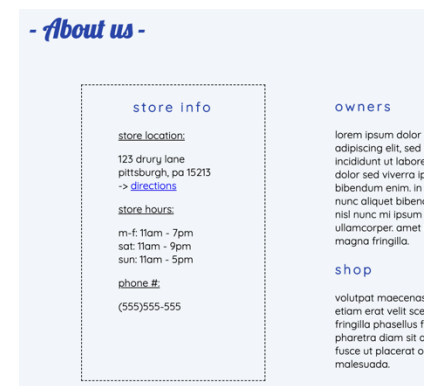 - About us -
store info
store location:
123 drury lane
pittsburgh, pa 15213
-> directions
store hours:
m-f: 11am - 7pm
sat: 11am - 9pm
sun: 11am - 5pm
phone #:
(555)555-555
owners
lorem ipsum dolor
adipiscing elit, sed
incididunt ut labore
dolor sed viverra
bibendum enim. in
nunc aliquet
nisl nunc mi ipsum
ullamcorper. amet
magna fringilla.
shop
volutpat maecenas
etiam erat velit
fringilla phasellus
pharetra diam sit
fusce ut placerat
malesuada.